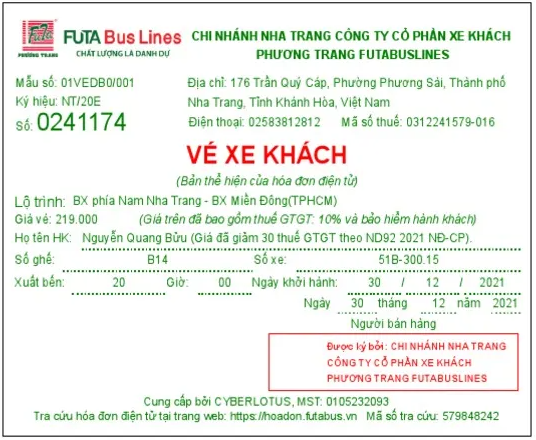 FUTA
PHƯƠNG TRANG
FUTA Bus Lines
CHẤT LƯỢNG LÀ DANH DỰ
CHI NHÁNH NHA TRANG CÔNG TY CỔ PHẦN XE KHÁCH
PHƯƠNG TRANG FUTABUSLINES
Mẫu số: 01VEDB0/001
Ký hiệu: NT/20E
Số: 0241174
Địa chỉ: 176 Trần Quý Cáp, Phường Phương Sái, Thành phố
Nha Trang, Tỉnh Khánh Hòa, Việt Nam
Điện thoại: 02583812812 Mã số thuế: 0312241579-016
VÉ XE KHÁCH
(Bản thể hiện của hóa đơn điện tử)
Lộ trình: BX phía Nam Nha Trang - BX Miền Đông(TPHCM)
Giá vé: 219.000 (Giá trên đã bao gồm thuế GTGT: 10% và bảo hiểm hành khách)
Họ tên HK: Nguyễn Quang Bửu (Giá đã giảm 30 thuế GTGT theo ND92 2021 NĐ-CP).
Số ghế: B14 Số xe: 51B-300.15
Xuất bến: 20 Giờ: 00 Ngày khởi hành: 30 / 12 / 2021
Ngày 30 tháng 12 năm 2021
Người bán hàng
Được ký bởi: CHI NHÁNH NHA TRANG
CÔNG TY CỔ PHẦN XE KHÁCH
PHƯƠNG TRANG FUTABUSLINES
Cung cấp bởi CYBERLOTUS, MST: 0105232093
Tra cứu hóa đơn điện tử tại trang web: https://hoadon.futabus.vn Mã số tra cứu: 579848242